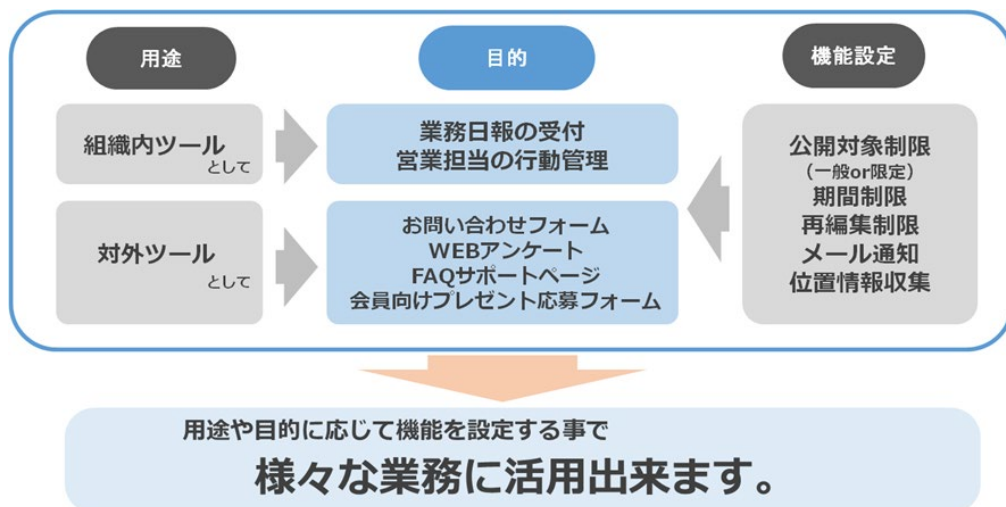 用途
目的
機能設定
組織内ツール
として
業務日報の受付
営業担当の行動管理
対外ツール
として
お問い合わせフォーム
WEBアンケート
FAQサポートページ
会員向けプレゼント応募フォーム
公開対象制限
（一般or限定）
期間制限
再編集制限
メール通知
位置情報収集
用途や目的に応じて機能を設定する事で
様々な業務に活用出来ます。